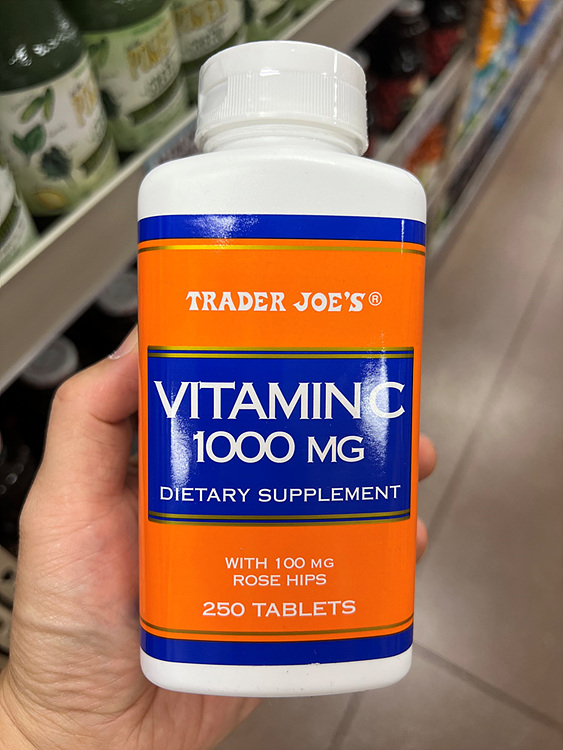 TRADER JOE'S®
VITAMIN C
1000 MG
DIETARY SUPPLEMENT
WITH 100 MG
ROSE HIPS
250 TABLETS